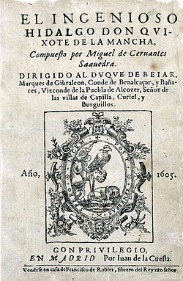 EL INGENIOSO
HIDALGO DON QVI-
XOTE DE LA MANCHA,
Compuesto por Miguel de Ceruantes
Saauedra.
DIRIGIDO AL DVQVE DE BEIAR,
Marques de Gibraleon, Conde de Benalcaçar, y Baña-
res, Vizconde de la Puebla de Alcozer, Señor de
las villas de Capilla, Curiel, y
Burguillos.
Año, 1605.
CON PRIVILEGIO,
EN MADRID Por Iuan de la Cuesta.
Vendese en casa de Francisco de Robles, librero del Rey nro señor